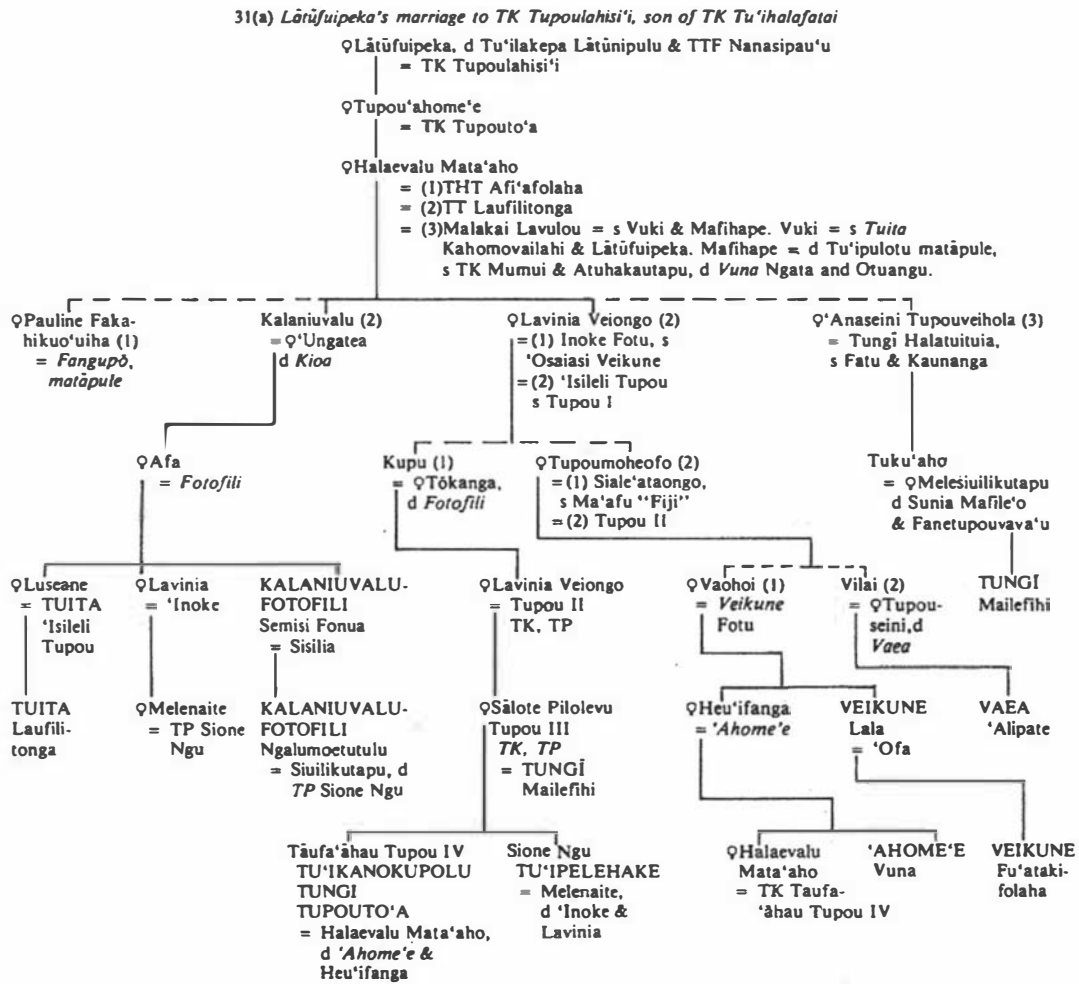 31(a) Lātūfuipeka's marriage to TK Tupoulahisi‘i, son of TK Tu‘ihalafatai
♀Lātūfuipeka, d Tu‘ilakepa Lātūnipulu & TTF Nanasipau‘u
= TK Tupoulahisi‘i
♀Tupou‘ahome‘e
= TK Tupouto‘a
♀Halaevalu Mata‘aho
= (1)THT Afi‘afolaha
= (2)TT Laufilitonga
= (3)Malakai Lavulou = s Vuki & Mafihape. Vuki = s Tuita
Kahomovailahi & Lātūfuipeka. Mafihape = d Tu‘ipulotu matāpule,
s TK Mumui & Atuhakautapu, d Vuna Ngata and Otuangu.
♀Pauline Faka-
hikuo‘uiha (1)
= Fangupō,
matāpule
Kalaniuvalu (2)
=♀‘Ungatea
d Kioa
♀Lavinia Veiongo (2)
=(1) Inoke Fotu, s
‘Osaiasi Veikune
=(2) ‘Isileli Tupou
s Tupou I
♀‘Anaseini Tupouveihola (3)
= Tungī Halatuituia,
s Fatu & Kaunanga
♀Afa
= Fotofili
Kupu (1)
= ♀Tōkanga,
d Fotofili
♀Tupoumoheofo (2)
=(1) Siale‘ataongo,
s Ma‘afu “Fiji”
=(2) Tupou II
Tuku‘aho
= ♀Melesiuilikutapu
d Sunia Mafile‘o
& Fanetupouvava‘u
♀Luseane
= TUITA
‘Isileli
Tupou
♀Lavinia
= ‘Inoke
KALANIUVALU-
FOTOFILI
Semisi Fonua
= Sisilia
♀Lavinia Veiongo
= Tupou II
TK, TP
♀Vaohoi (1)
= Veikune
Fotu
Vilai (2)
= ♀Tupou-
seini,d
Vaea
TUNGĪ
Mailefihi
TUITA
Laufili-
tonga
♀Melenaite
= TP Sione
Ngu
KALANIUVALU-
FOTOFILI
Ngalumoetutulu
= Siuilikutapu, d
TP Sione Ngu
♀Sālote Pilolevu
Tupou III
TK, TP
= TUNGĪ
Mailefihi
♀Heu‘ifanga
= ‘Ahome‘e
VEIKUNE
Lala
= ‘Ofa
VAEA
‘Alipate
Tāufa‘āhau Tupou IV
TU‘IKANOKUPOLU
TUNGI
TUPOUTO‘A
= Halaevalu Mata‘aho,
d ‘Ahome‘e &
Heu‘ifanga
Sione Ngu
TU‘IPELEHAKE
= Melenaite,
d ‘Inoke &
Lavinia
♀Halaevalu
Mata‘aho
= TK Taufa-
‘āhau Tupou IV
‘AHOME‘E
Vuna
VEIKUNE
Fu‘ataki-
folaha